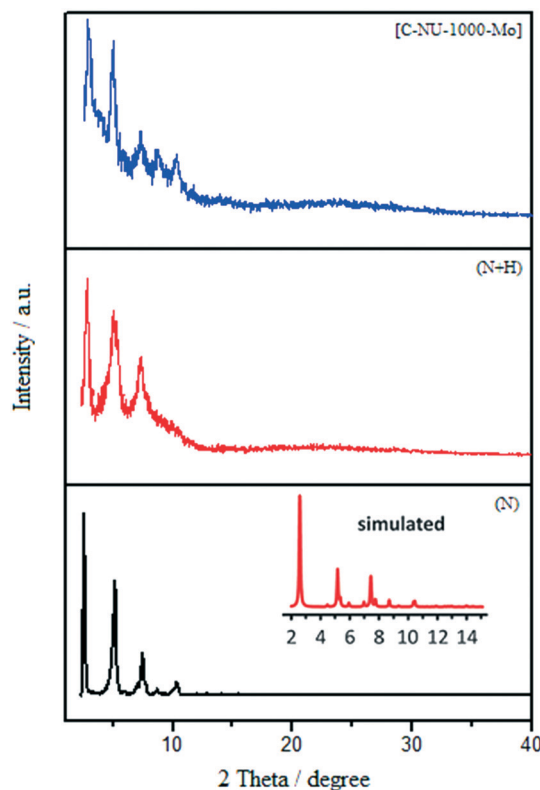 [C-NU-1000-Mo]
(N+H)
Intensity / a.u.
(N)
simulated
2 4 6 8 10 12 14
10 20 30 40
2 Theta / degree